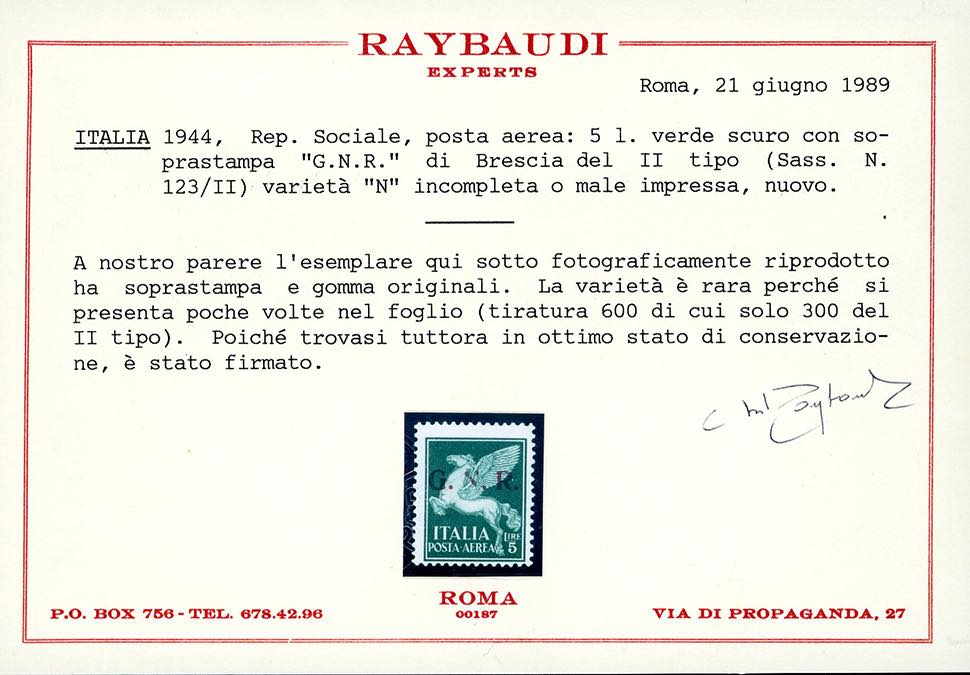 RAYBAUDI
EXPERTS
Roma, 21 giugno 1989
ITALIA 1944, Rep. Sociale, posta aerea: 5 l. verde scuro con so-
prastampa "G.N.R." di Brescia del II tipo (Sass. N.
123/II) varietà "N" incompleta o male impressa, nuovo.
A nostro parere l'esemplare qui sotto fotograficamente riprodotto
ha soprastampa e gomma originali. La varietà è rara perché si
presenta poche volte nel foglio (tiratura 600 di cui solo 300 del
II tipo). Poiché trovasi tuttora in ottimo stato di conservazio-
ne, è stato firmato.
G. N. R.
ITALIA
POSTA-AEREA
LIRE
5
ROMA
00187
P.O. BOX 756 - TEL. 678.42.96
VIA DI PROPAGANDA, 27